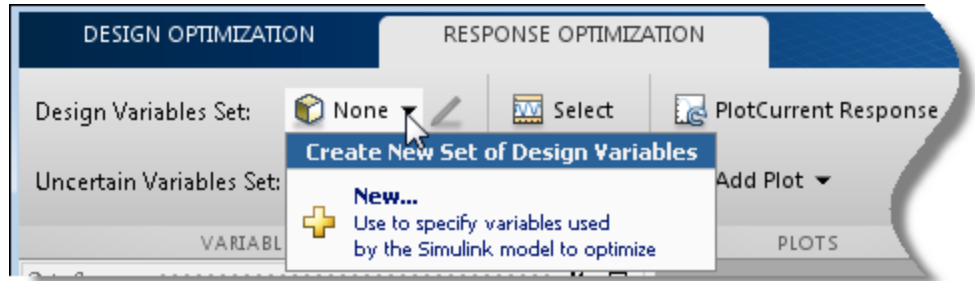 DESIGN OPTIMIZATION RESPONSE OPTIMIZATION
Design Variables Set: None Select PlotCurrent Response
Create New Set of Design Variables
Uncertain Variables Set: New... Add Plot
Use to specify variables used
by the Simulink model to optimize
VARIABL PLOTS